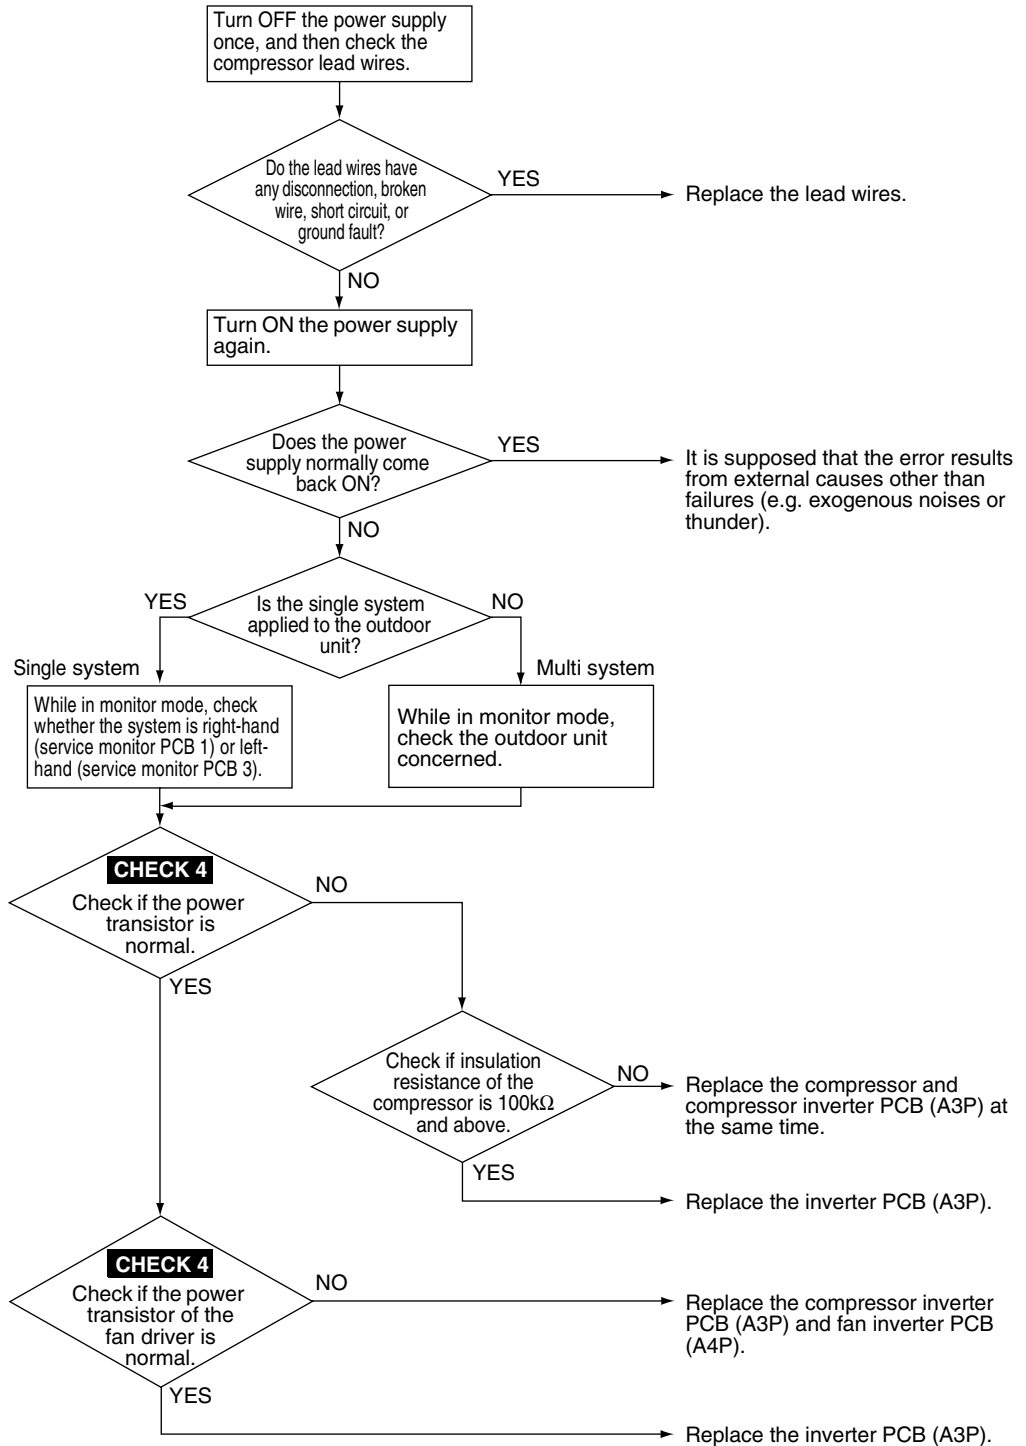 Turn OFF the power supply
once, and then check the
compressor lead wires.
Do the lead wires have
any disconnection, broken
wire, short circuit, or
ground fault?
YES
Replace the lead wires.
NO
Turn ON the power supply
again.
Does the power
supply normally come
back ON?
YES
It is supposed that the error results
from external causes other than
failures (e.g. exogenous noises or
thunder).
NO
Is the single system
applied to the outdoor
unit?
YES
NO
Single system
Multi system
While in monitor mode, check
whether the system is right-hand
(service monitor PCB 1) or left-
hand (service monitor PCB 3).
While in monitor mode,
check the outdoor unit
concerned.
CHECK 4
Check if the power
transistor is
normal.
NO
YES
Check if insulation
resistance of the
compressor is 100kΩ
and above.
NO
Replace the compressor and
compressor inverter PCB (A3P) at
the same time.
YES
Replace the inverter PCB (A3P).
CHECK 4
Check if the power
transistor of the
fan driver is
normal.
NO
Replace the compressor inverter
PCB (A3P) and fan inverter PCB
(A4P).
YES
Replace the inverter PCB (A3P).